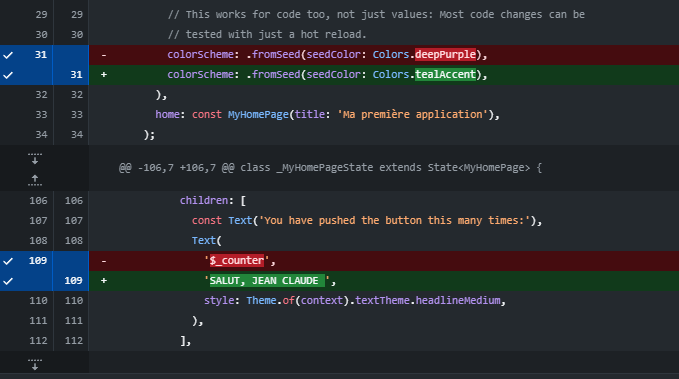 29 29 // This works for code too, not just values: Most code changes can be
30 30 // tested with just a hot reload.
31 - colorScheme: .fromSeed(seedColor: Colors.deepPurple),
31 + colorScheme: .fromSeed(seedColor: Colors.tealAccent),
32 32 ),
33 33 home: const MyHomePage(title: 'Ma première application'),
34 34 );
@@ -106,7 +106,7 @@ class _MyHomePageState extends State<MyHomePage> {
106 106 children: [
107 107 const Text('You have pushed the button this many times:'),
108 108 Text(
109 - '$_counter',
109 + 'SALUT, JEAN CLAUDE ',
110 110 style: Theme.of(context).textTheme.headlineMedium,
111 111 ),
112 112 ],